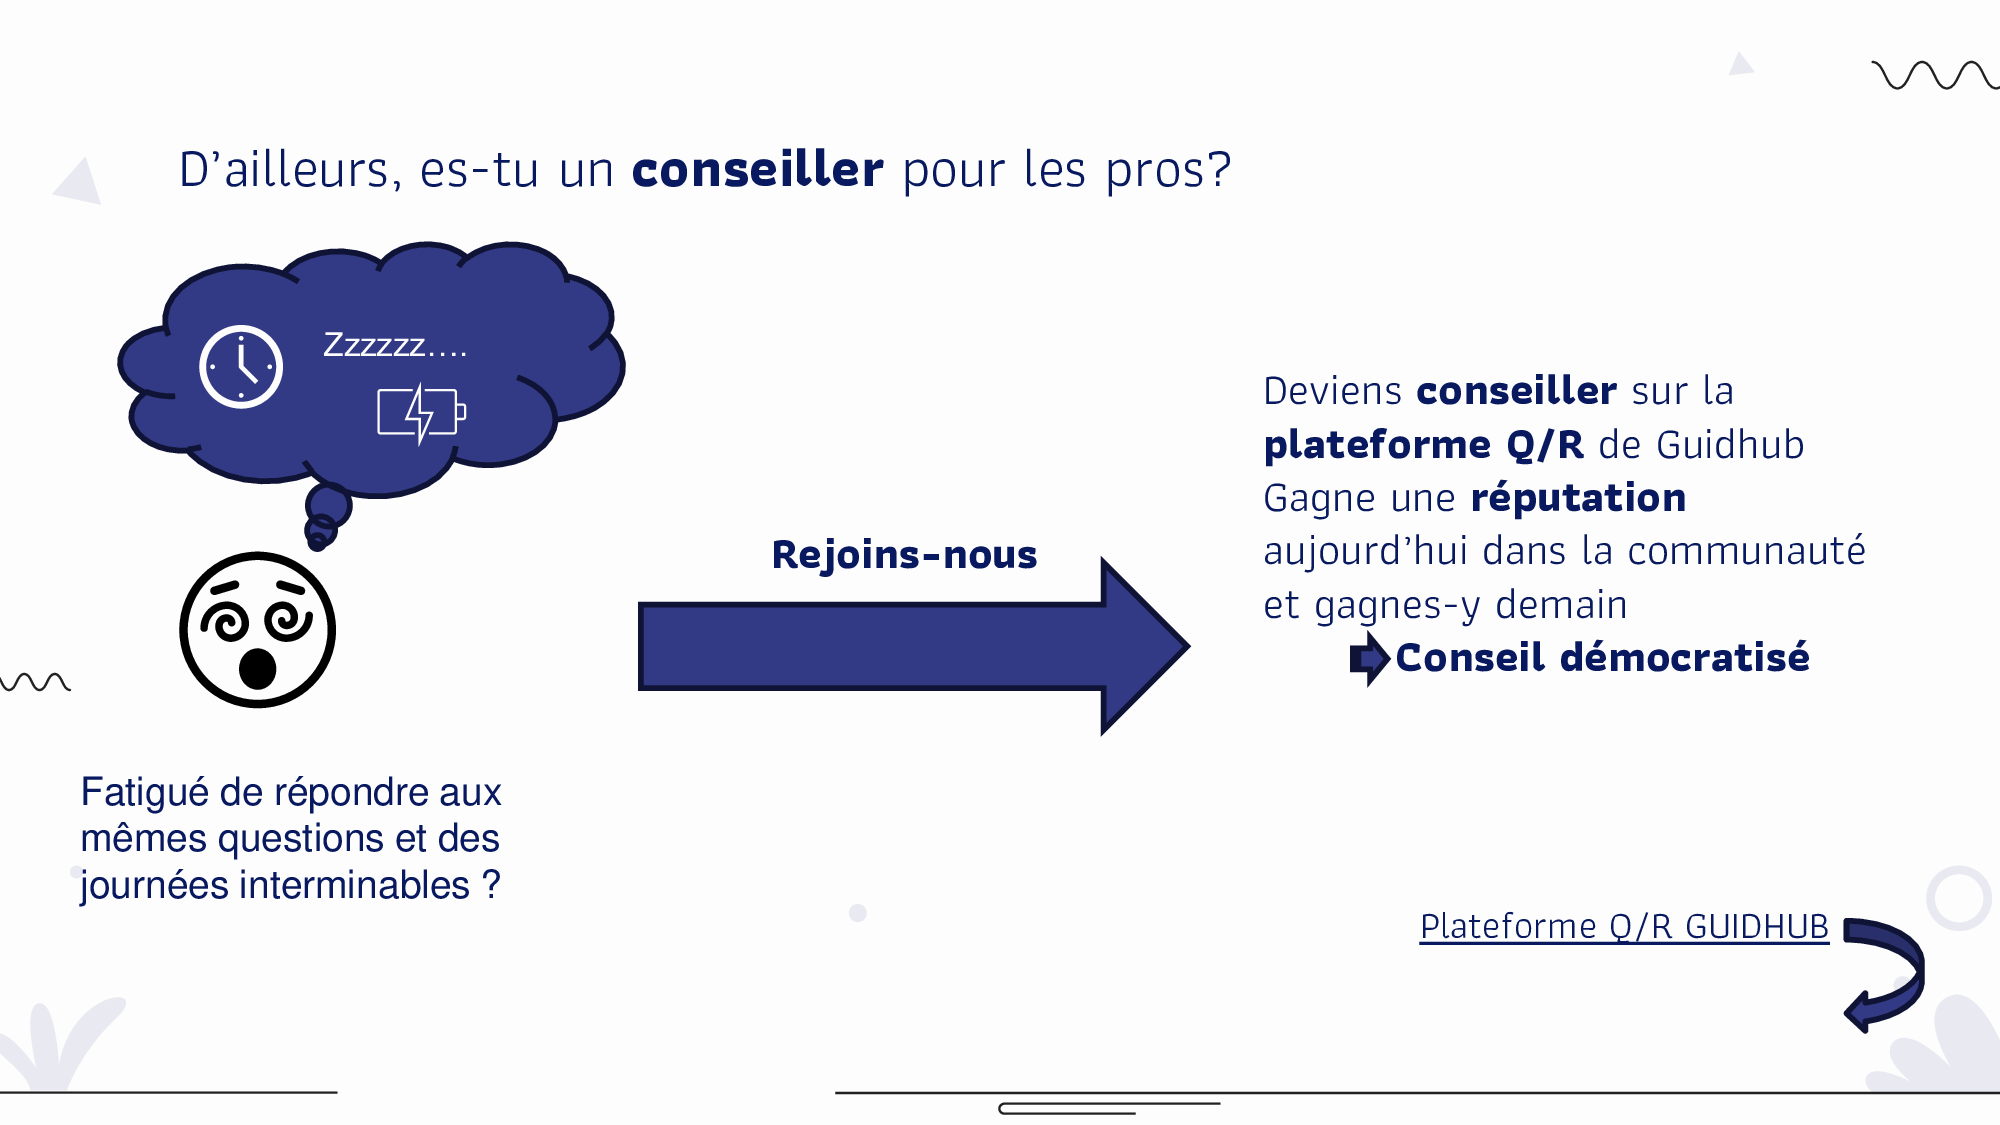 D’ailleurs, es-tu un conseiller pour les pros?
Zzzzzz....
Rejoins-nous
Deviens conseiller sur la
plateforme Q/R de Guidhub
Gagne une réputation
aujourd’hui dans la communauté
et gagnes-y demain
Conseil démocratisé
Fatigué de répondre aux
mêmes questions et des
journées interminables ?
Plateforme Q/R GUIDHUB